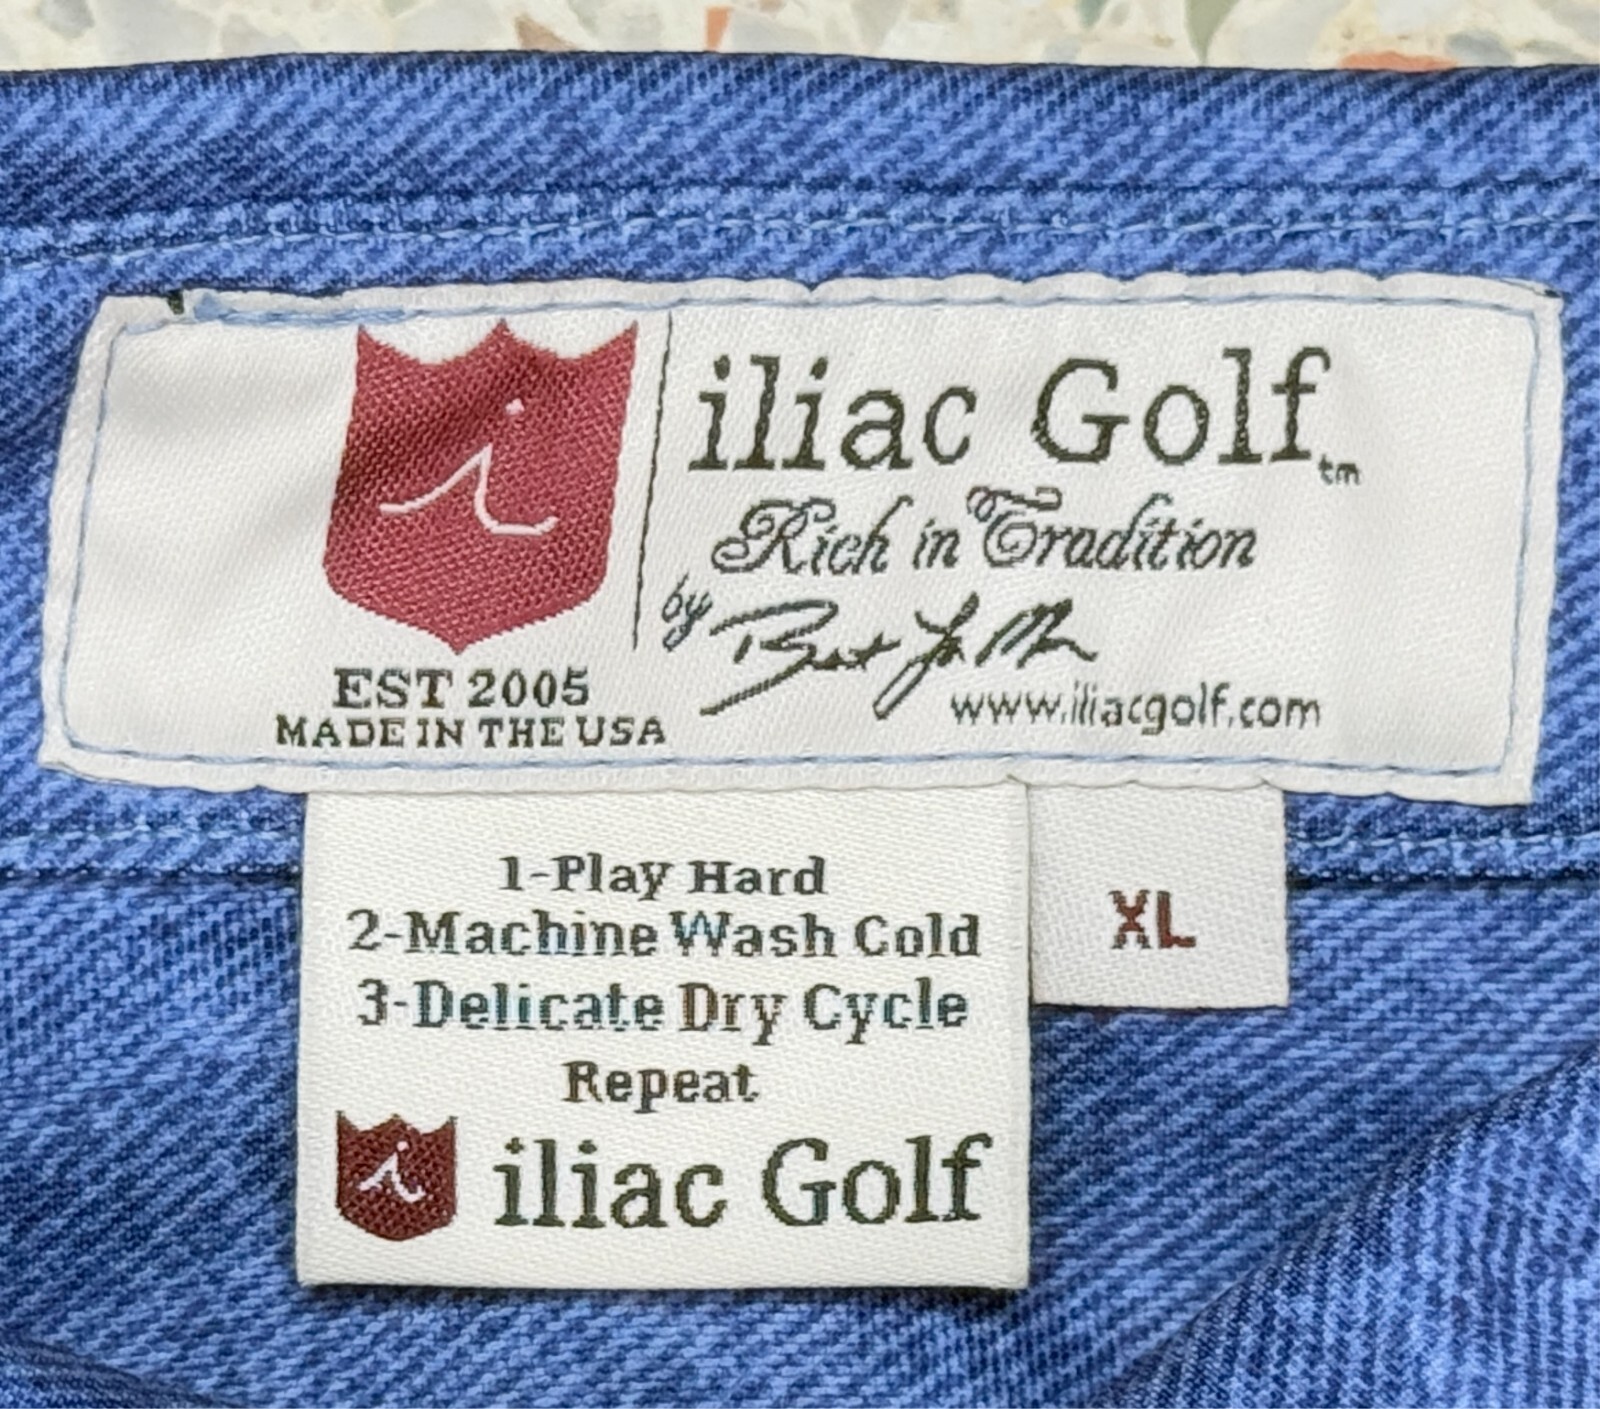 i
iliac Golf tm
Rich in Tradition
by
www.iliacgolf.com
EST 2005
MADE IN THE USA
1-Play Hard
2-Machine Wash Cold
3-Delicate Dry Cycle
Repeat
i iliac Golf
XL